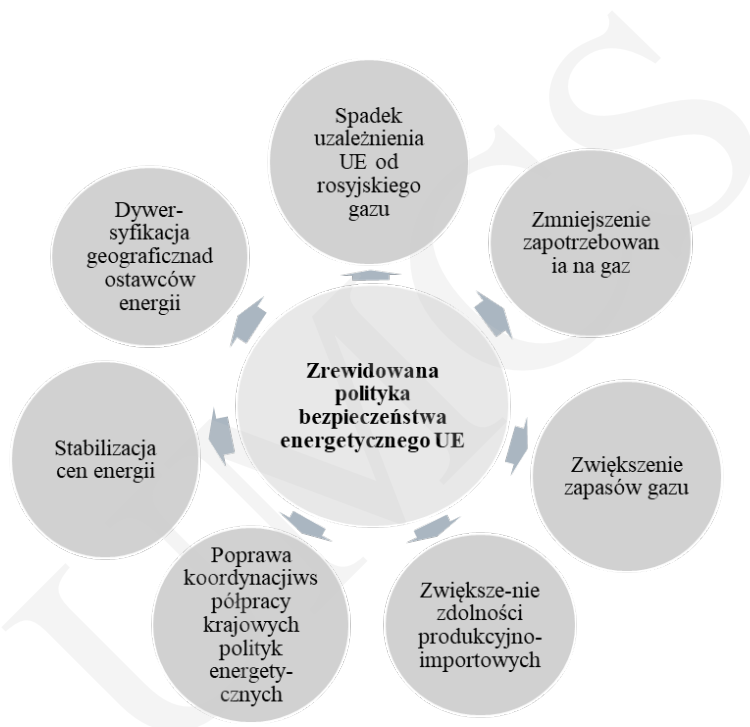 Spadek
uzależnienia
UE od
rosyjskiego
gazu
Zmniejszenie
zapotrzebowan
ia na gaz
Zwiększenie
zapasów gazu
Zwiększe-nie
zdolności
produkcyjno-
importowych
Poprawa
koordynacjiws
półpracy
krajowych
polityk
energety-
cznych
Stabilizacja
cen energii
Dywer-
syfikacja
geograficznad
ostawców
energii
Zrewidowana
polityka
bezpieczeństwa
energetycznego UE
UMCS